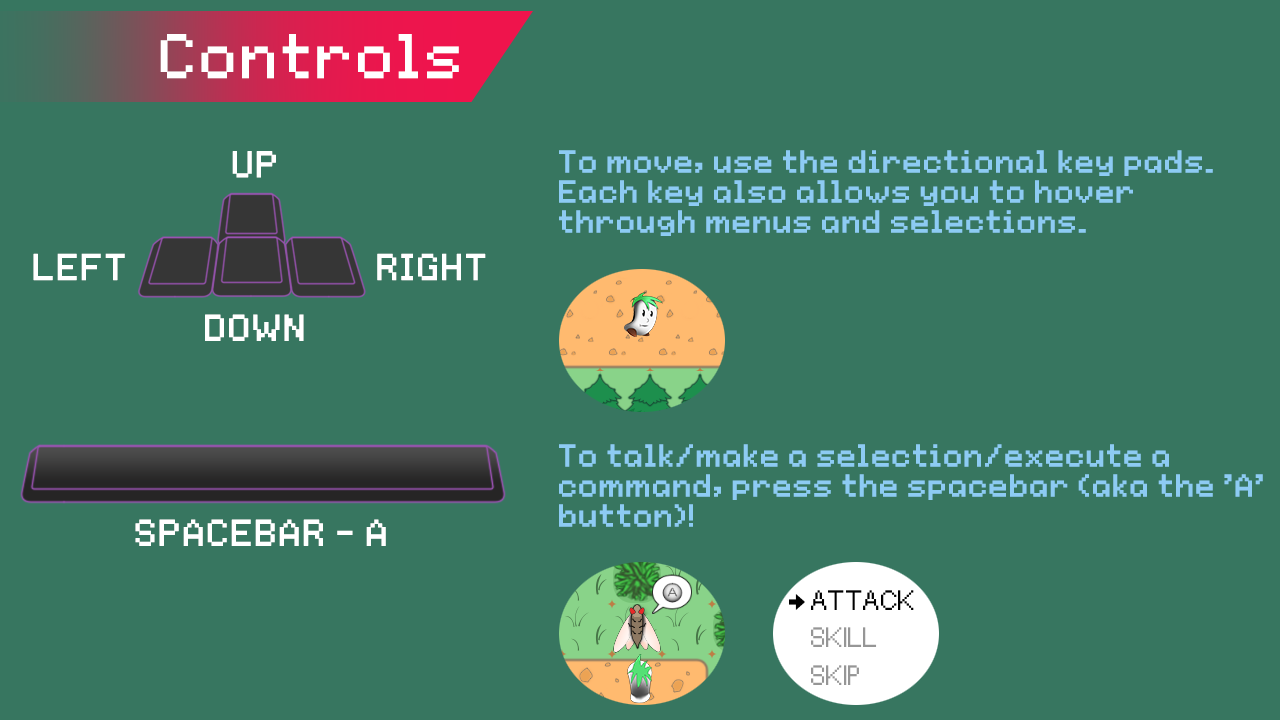 Controls
UP
LEFT
RIGHT
DOWN
To move, use the directional key pads.
Each key also allows you to hover
through menus and selections.
SPACEBAR - A
To talk/make a selection/execute a
command, press the spacebar (aka the 'A'
button)!
A
ATTACK
SKILL
SKIP